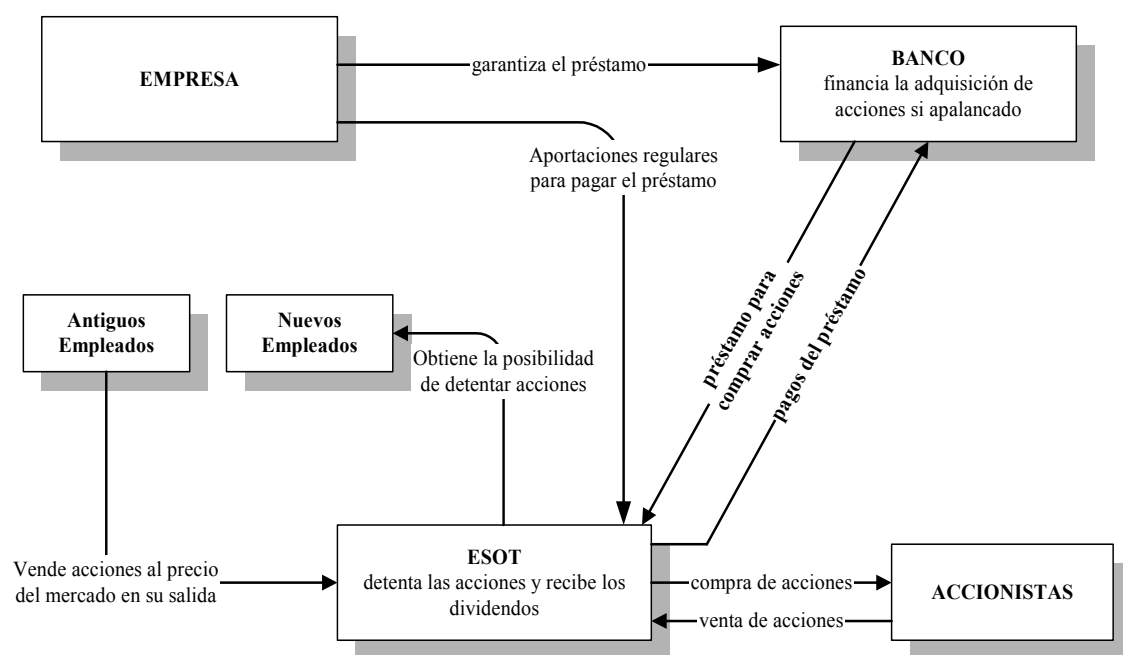 EMPRESA
garantiza el préstamo
BANCO
financia la adquisición de
acciones si apalancado
Aportaciones regulares
para pagar el préstamo
préstamo para
comprar acciones
pagos del préstamo
Antiguos
Empleados
Nuevos
Empleados
Obtiene la posibilidad
de detentar acciones
Vende acciones al precio
del mercado en su salida
ESOT
detenta las acciones y recibe los
dividendos
compra de acciones
venta de acciones
ACCIONISTAS